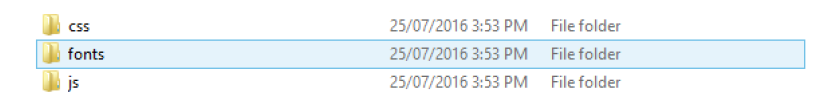 css 25/07/2016 3:53 PM File folder
fonts 25/07/2016 3:53 PM File folder
js 25/07/2016 3:53 PM File folder